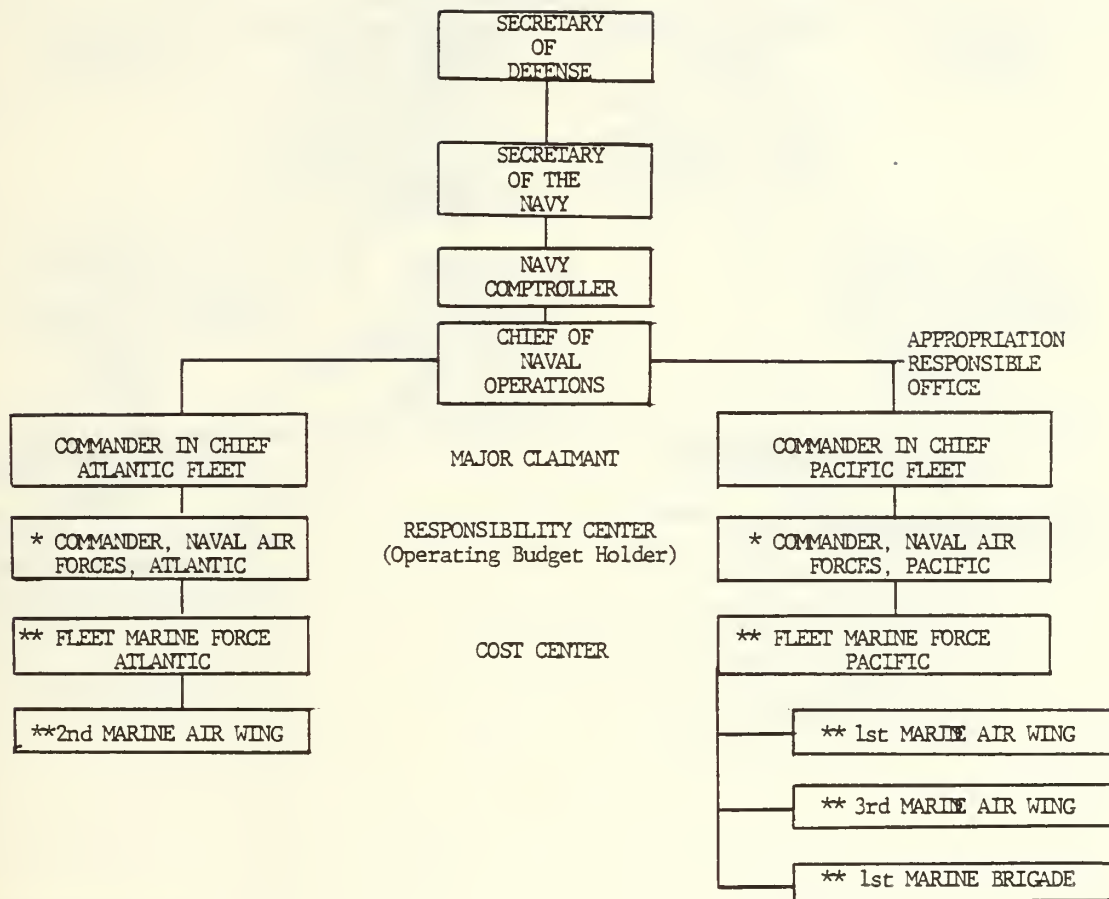 SECRETARY
OF
DEFENSE
SECRETARY
OF THE
NAVY
NAVY
COMPTROLLER
CHIEF OF
NAVAL
OPERATIONS
APPROPRIATION
RESPONSIBLE
OFFICE
COMMANDER IN CHIEF
ATLANTIC FLEET
MAJOR CLAIMANT
COMMANDER IN CHIEF
PACIFIC FLEET
* COMMANDER, NAVAL AIR
FORCES, ATLANTIC
RESPONSIBILITY CENTER
(Operating Budget Holder)
* COMMANDER, NAVAL AIR
FORCES, PACIFIC
** FLEET MARINE FORCE
ATLANTIC
COST CENTER
** FLEET MARINE FORCE
PACIFIC
**2nd MARINE AIR WING
** 1st MARINE AIR WING
** 3rd MARINE AIR WING
** 1st MARINE BRIGADE